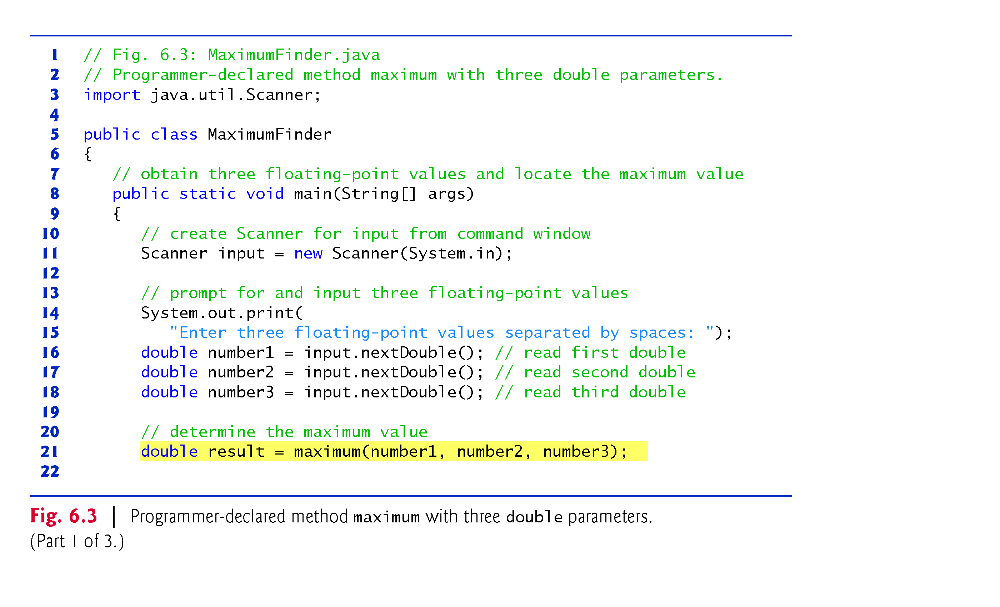 1 // Fig. 6.3: MaximumFinder.java
2 // Programmer-declared method maximum with three double parameters.
3 import java.util.Scanner;
4
5 public class MaximumFinder
6 {
7 // obtain three floating-point values and locate the maximum value
8 public static void main(String[] args)
9 {
10 // create Scanner for input from command window
11 Scanner input = new Scanner(System.in);
12
13 // prompt for and input three floating-point values
14 System.out.print(
15 "Enter three floating-point values separated by spaces: ");
16 double number1 = input.nextDouble(); // read first double
17 double number2 = input.nextDouble(); // read second double
18 double number3 = input.nextDouble(); // read third double
19
20 // determine the maximum value
21 double result = maximum(number1, number2, number3);
22
Fig. 6.3 | Programmer-declared method maximum with three double parameters.
(Part 1 of 3.)